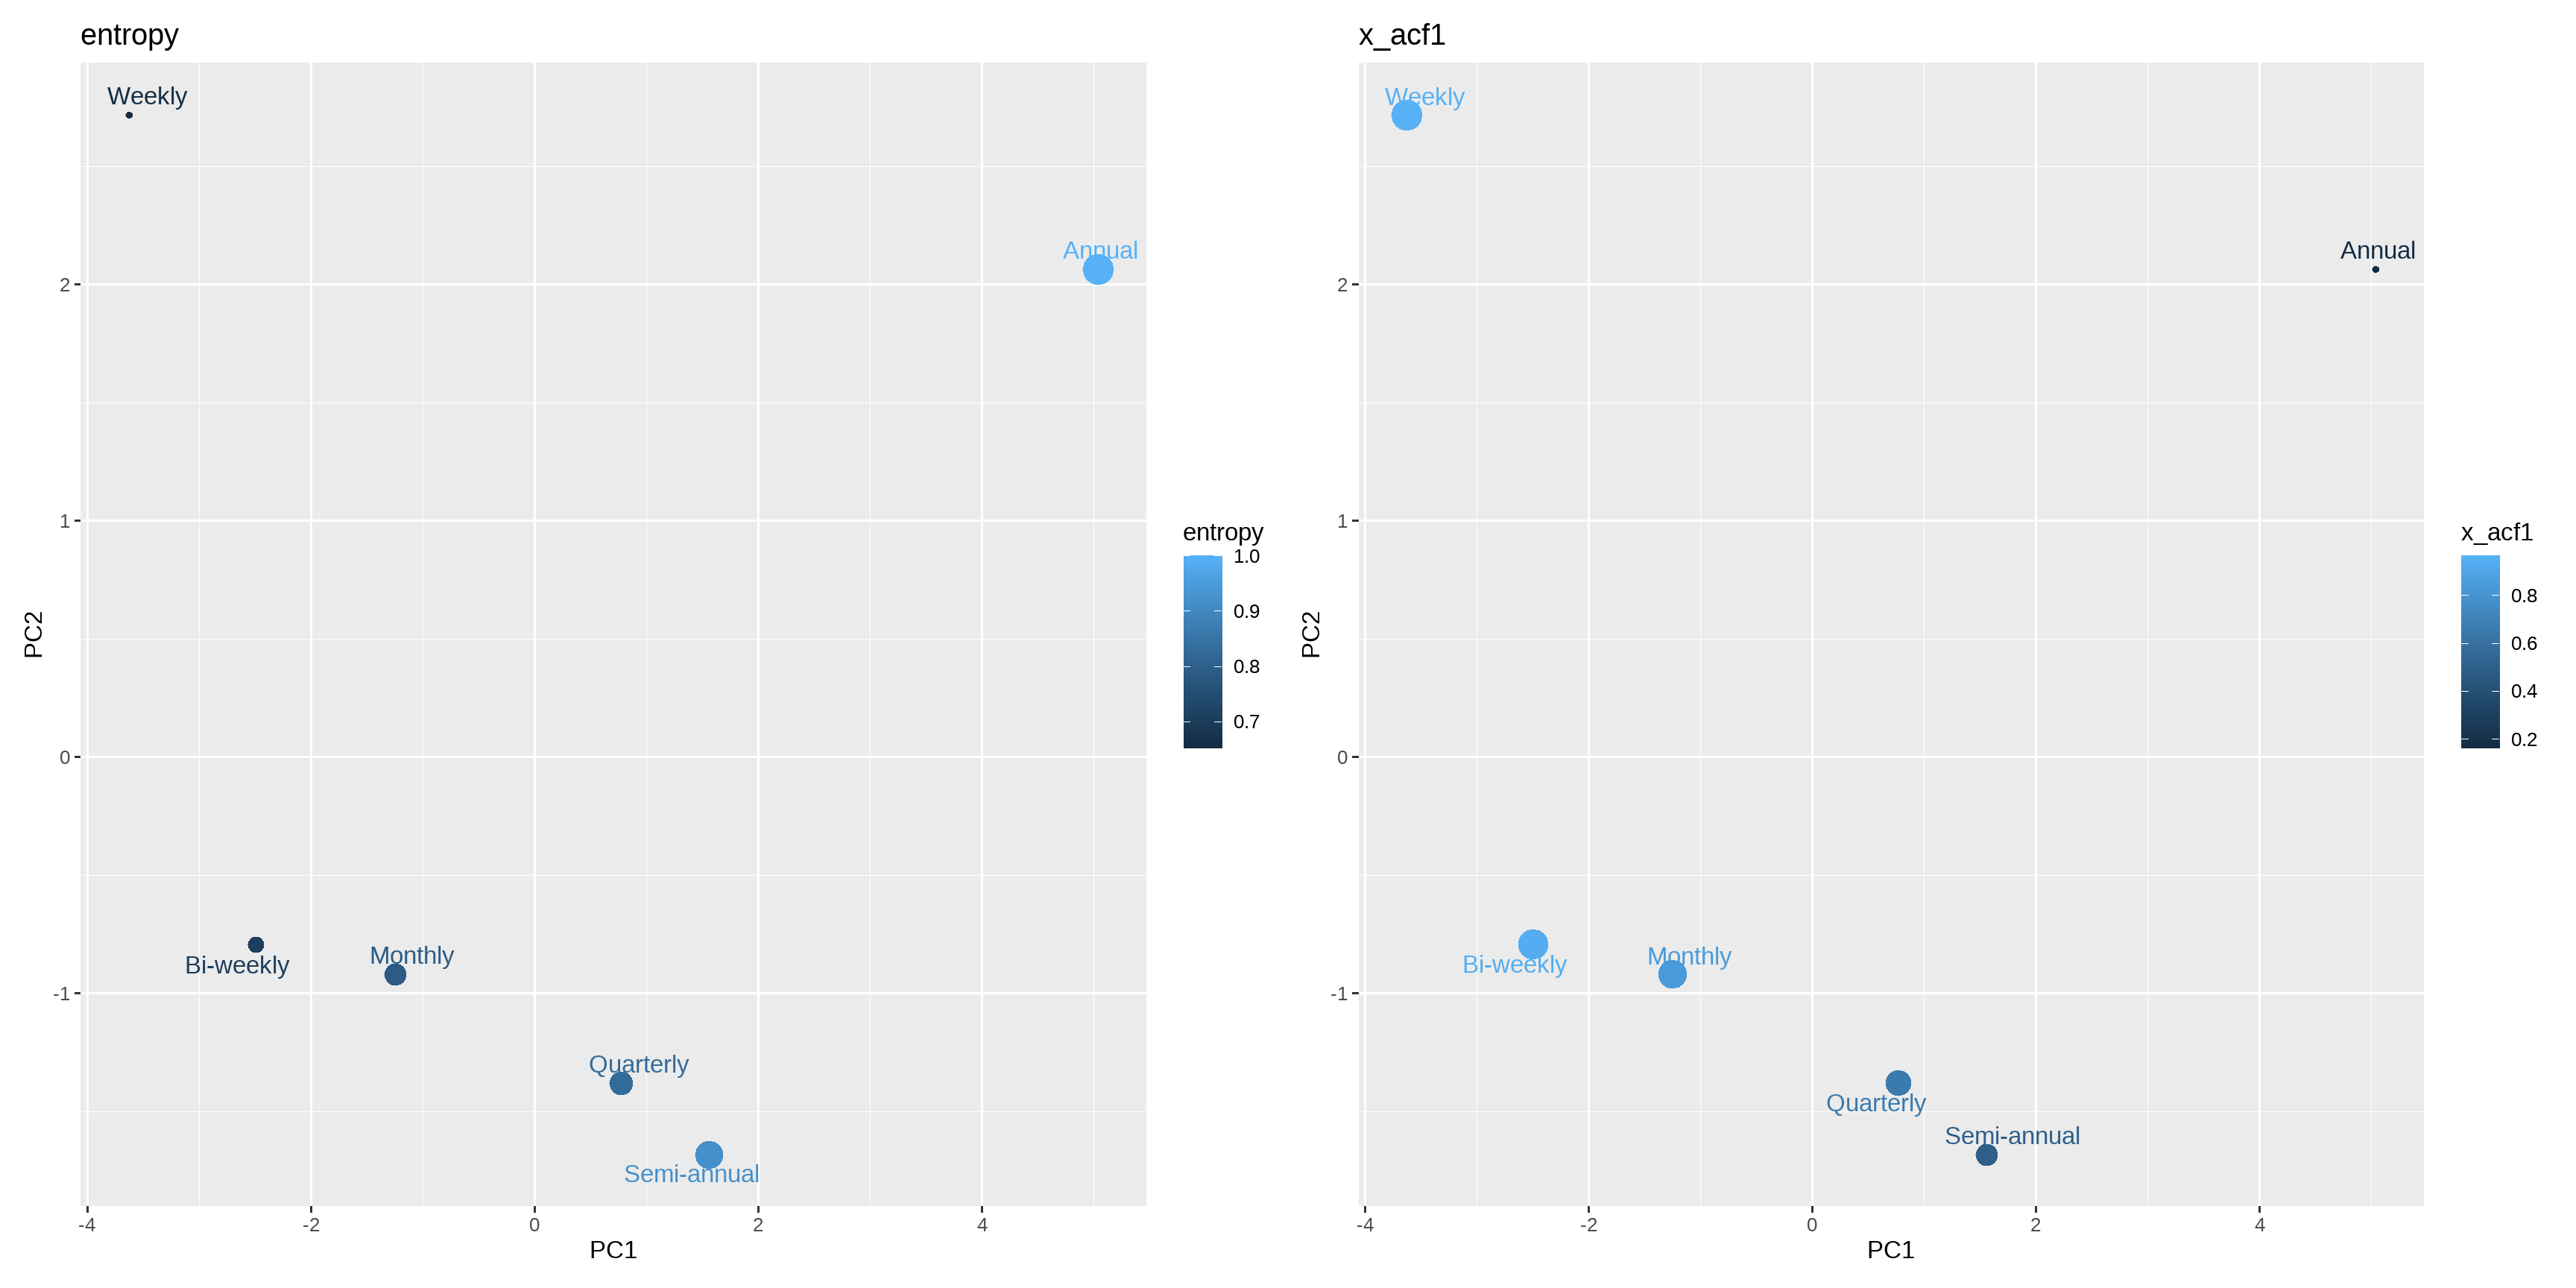 entropy
Weekly
Annual
Bi-weekly
Monthly
Quarterly
Semi-annual
2
1
0
-1
-4
-2
0
2
4
PC1
PC2
entropy
1.0
0.9
0.8
0.7
x_acf1
Weekly
Annual
Bi-weekly
Monthly
Quarterly
Semi-annual
2
1
0
-1
-4
-2
0
2
4
PC1
PC2
x_acf1
0.8
0.6
0.4
0.2